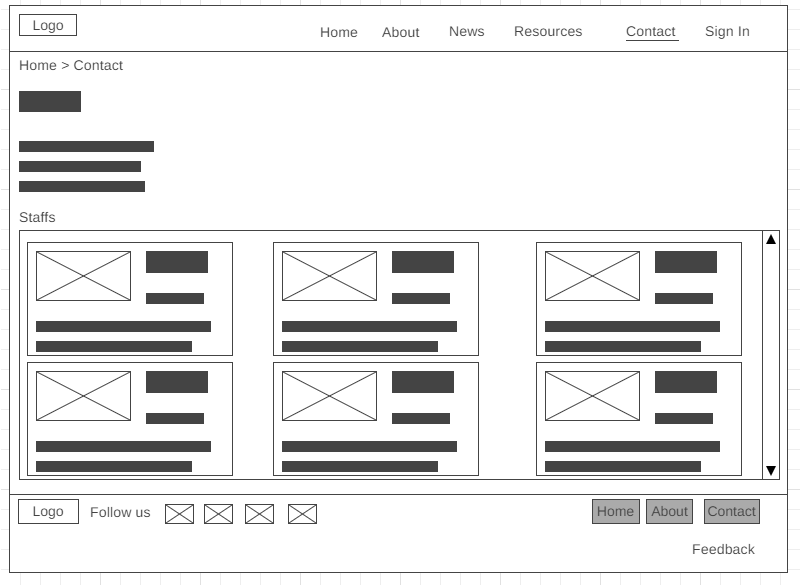 Logo
Home About News Resources Contact Sign In
Home > Contact
Staffs
Logo Follow us Home About Contact
Feedback